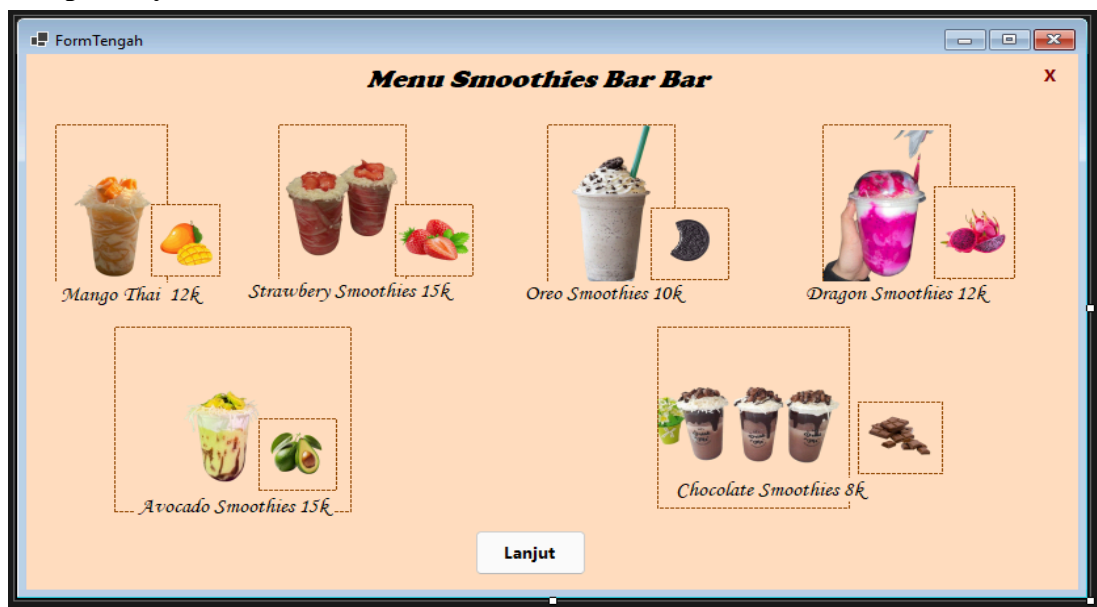 FormTengah
Menu Smoothies Bar Bar
X
Mango Thai 12k
Strawbery Smoothies 15k
Oreo Smoothies 10k
Dragon Smoothies 12k
Avocado Smoothies 15k
Chocolate Smoothies 8k
Lanjut